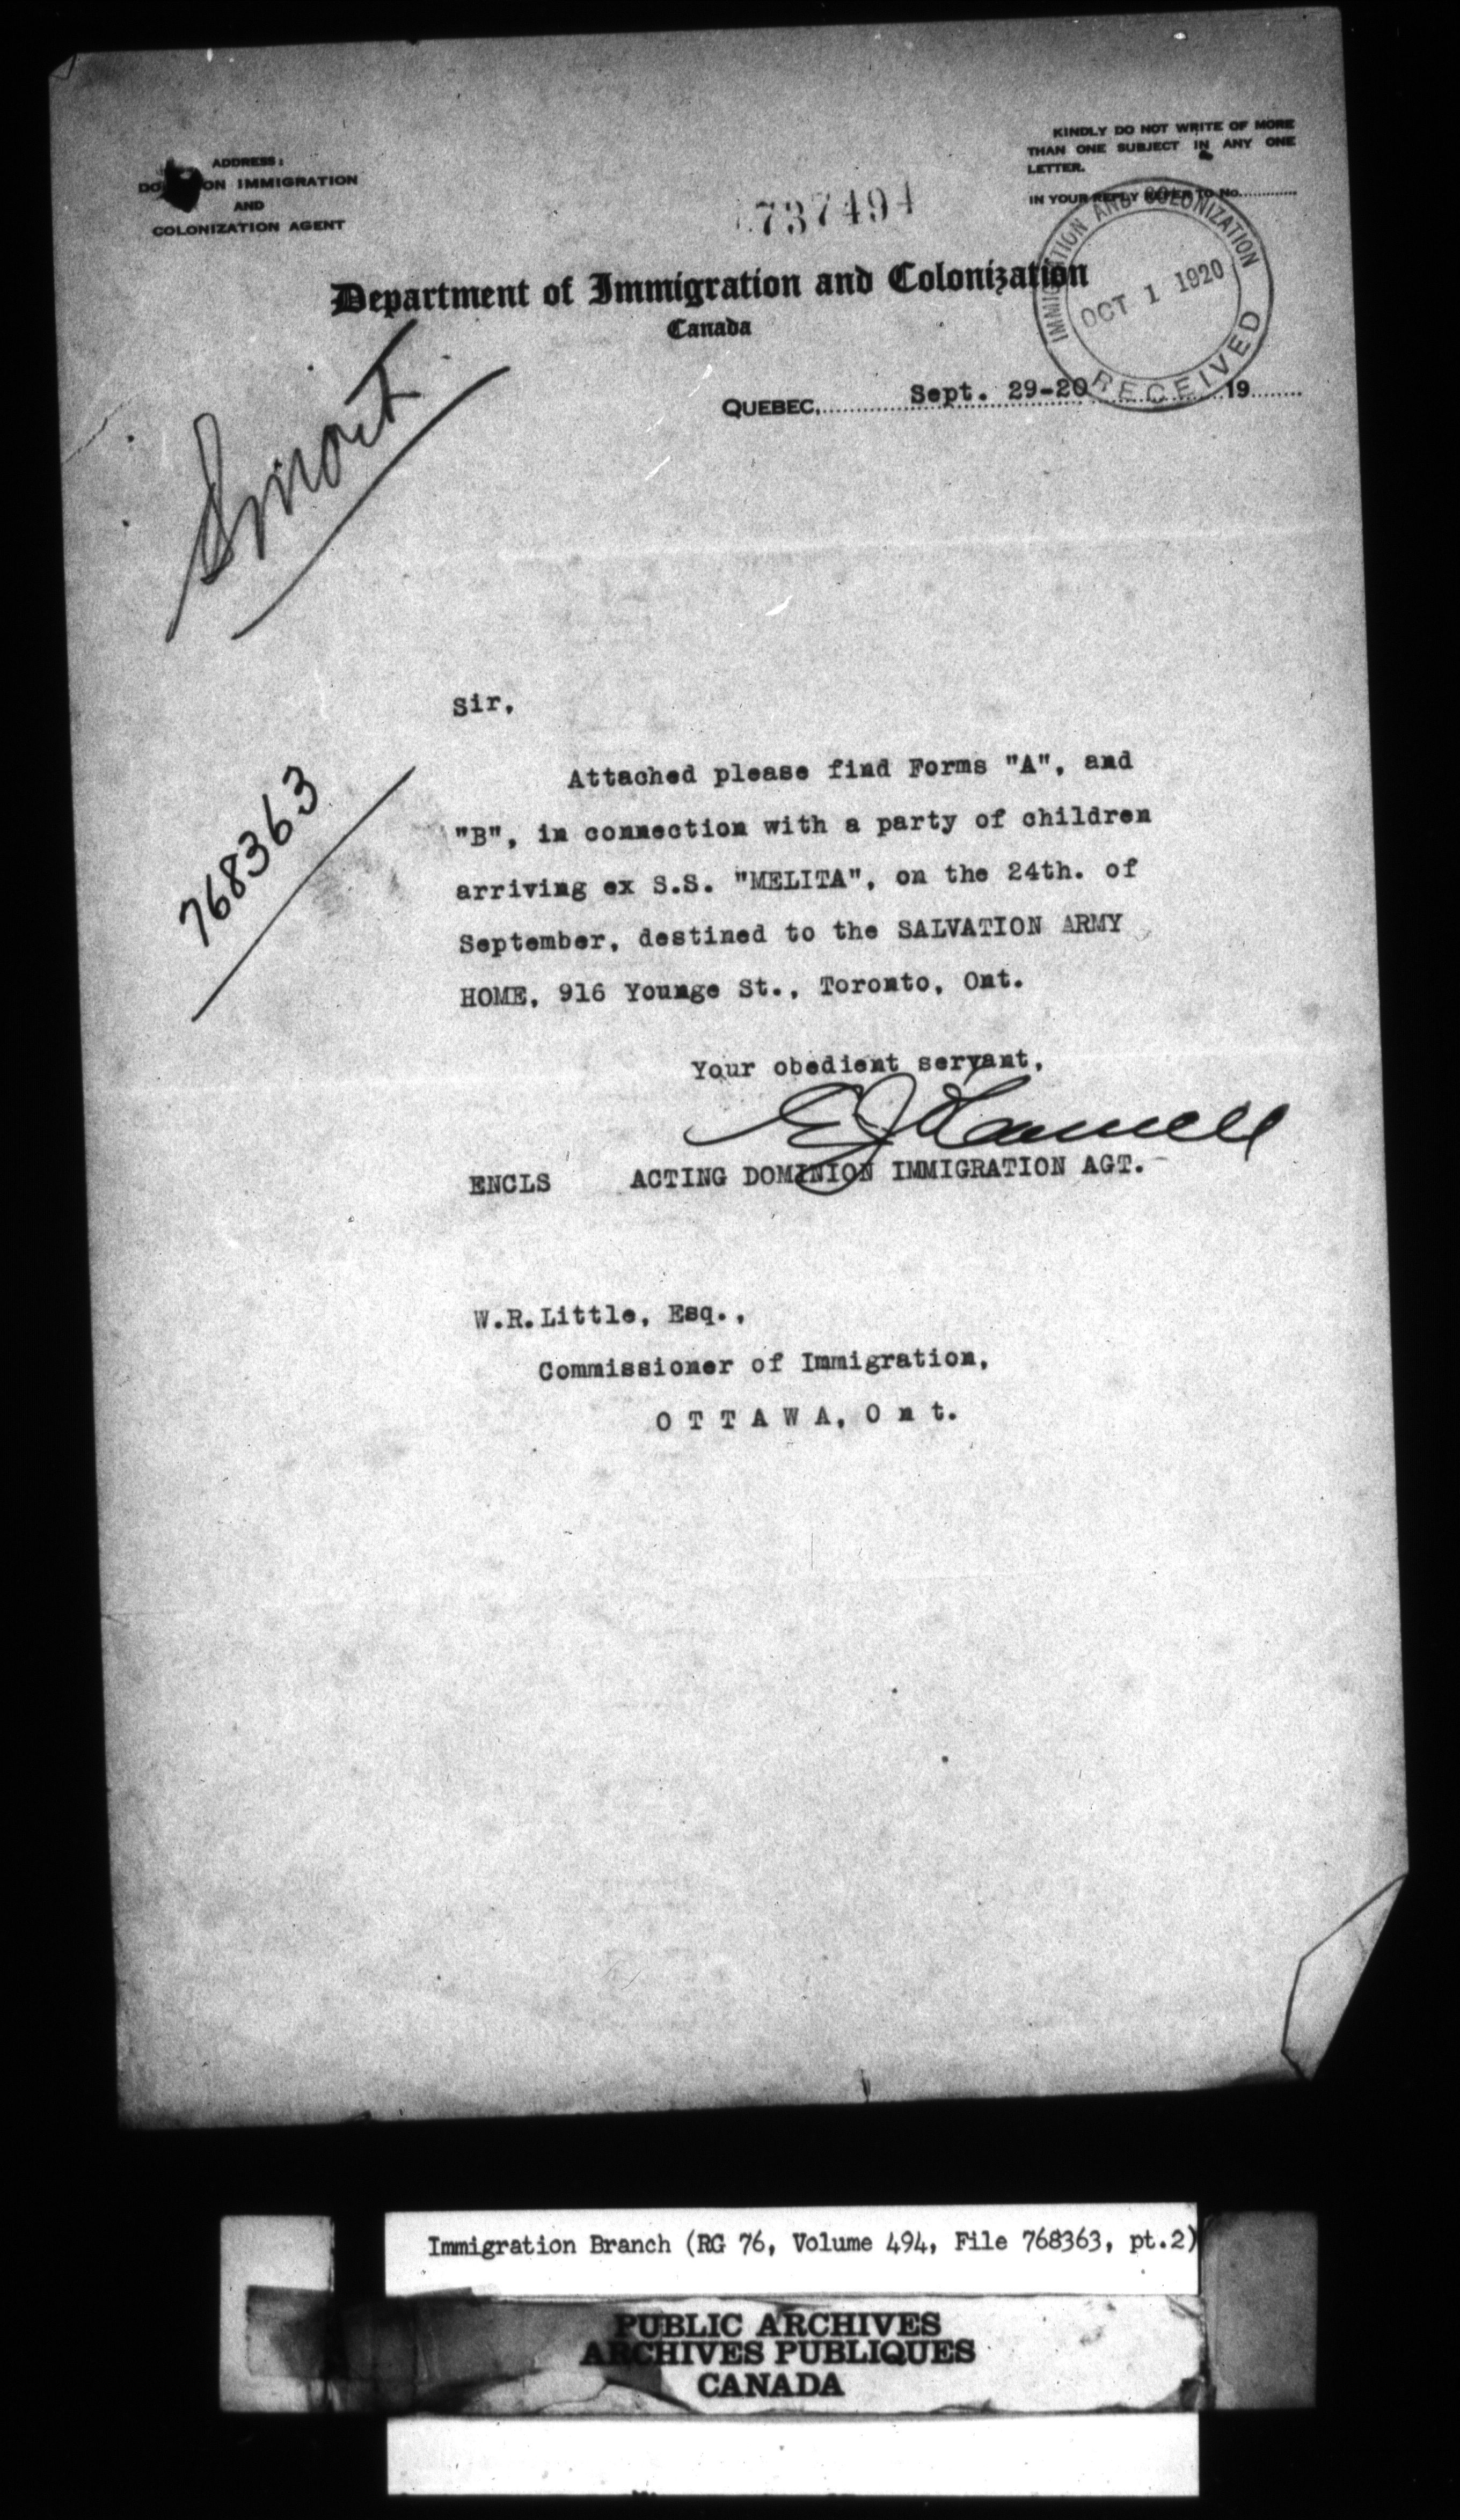 ADDRESS:
ON IMMIGRATION
AND
COLONIZATION AGENT
KINDLY DO NOT WRITE OF MORE
THAN ONE SUBJECT IN ANY ONE
LETTER.
IN YOUR REPLY REFER TO No.
737494
IMMIGRATION AND COLONIZATION
OCT 1 1920
RECEIVED
Department of Immigration and Colonization
Canada
QUEBEC, Sept. 29-20 19
Smart
Sir,
Attached please find Forms "A", and
"B", in connection with a party of children
arriving ex S.S. "MELITA", on the 24th. of
September, destined to the SALVATION ARMY
HOME, 916 Younge St., Toronto, Ont.
768363
Your obedient servant,
ENCLS ACTING DOMINION IMMIGRATION AGT.
W.R.Little, Esq.,
Commissioner of Immigration,
O T T A W A, O n t.
Immigration Branch (RG 76, Volume 494, File 768363, pt.2)
PUBLIC ARCHIVES
ARCHIVES PUBLIQUES
CANADA